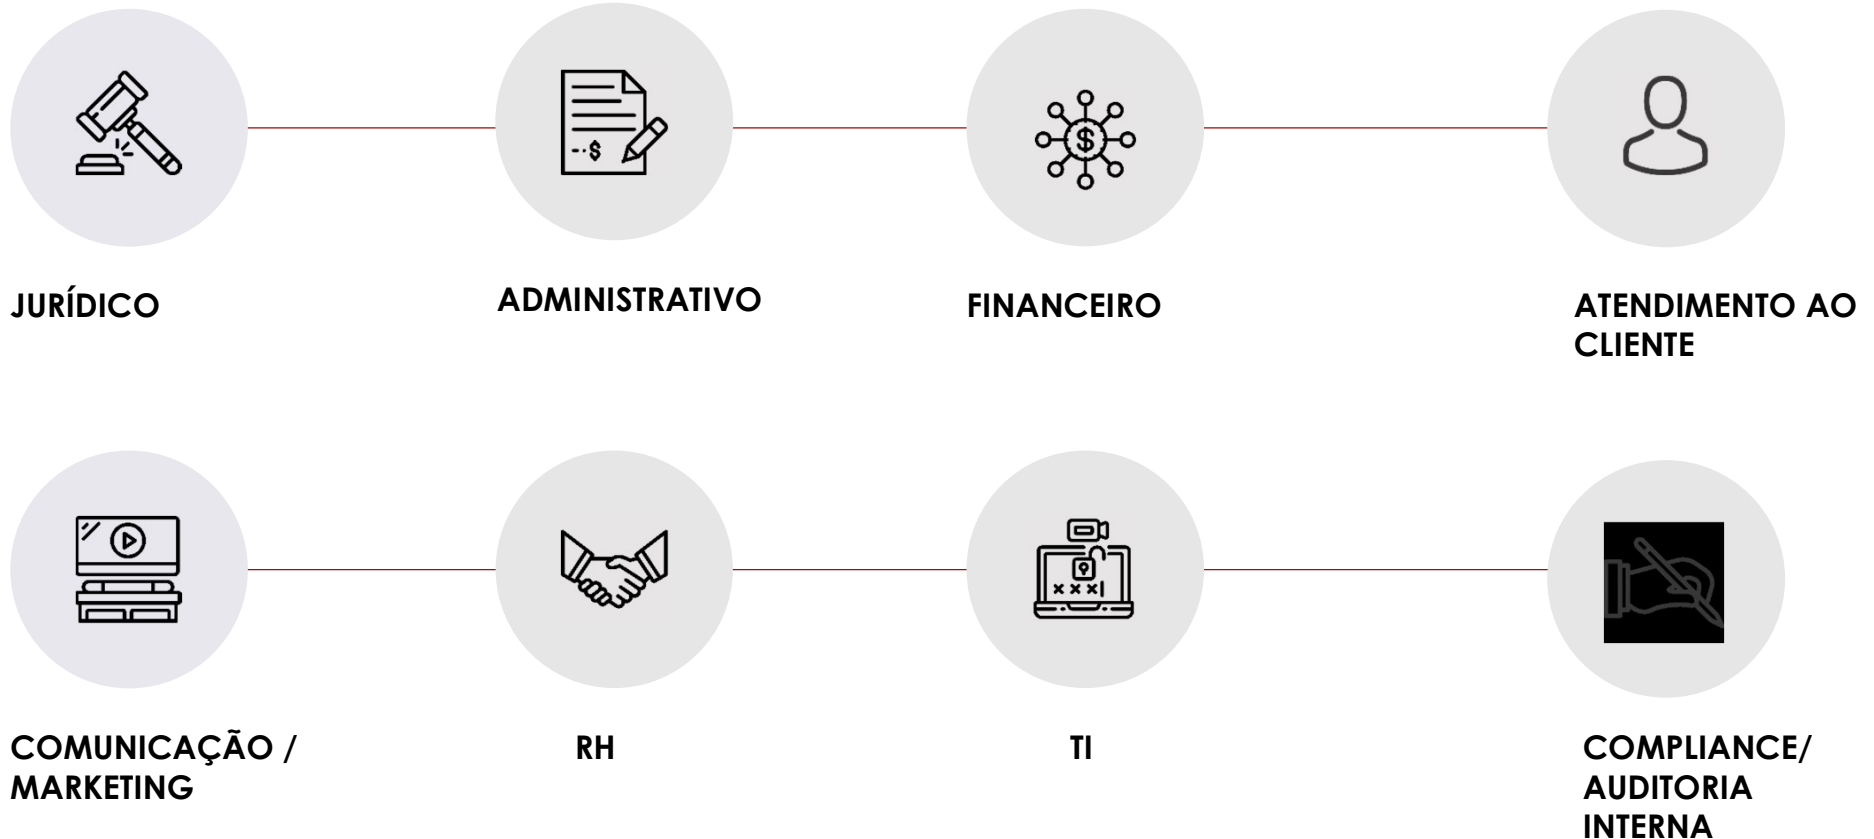 JURÍDICO
ADMINISTRATIVO
FINANCEIRO
ATENDIMENTO AO
CLIENTE
COMUNICAÇÃO /
MARKETING
RH
TI
COMPLIANCE/
AUDITORIA
INTERNA